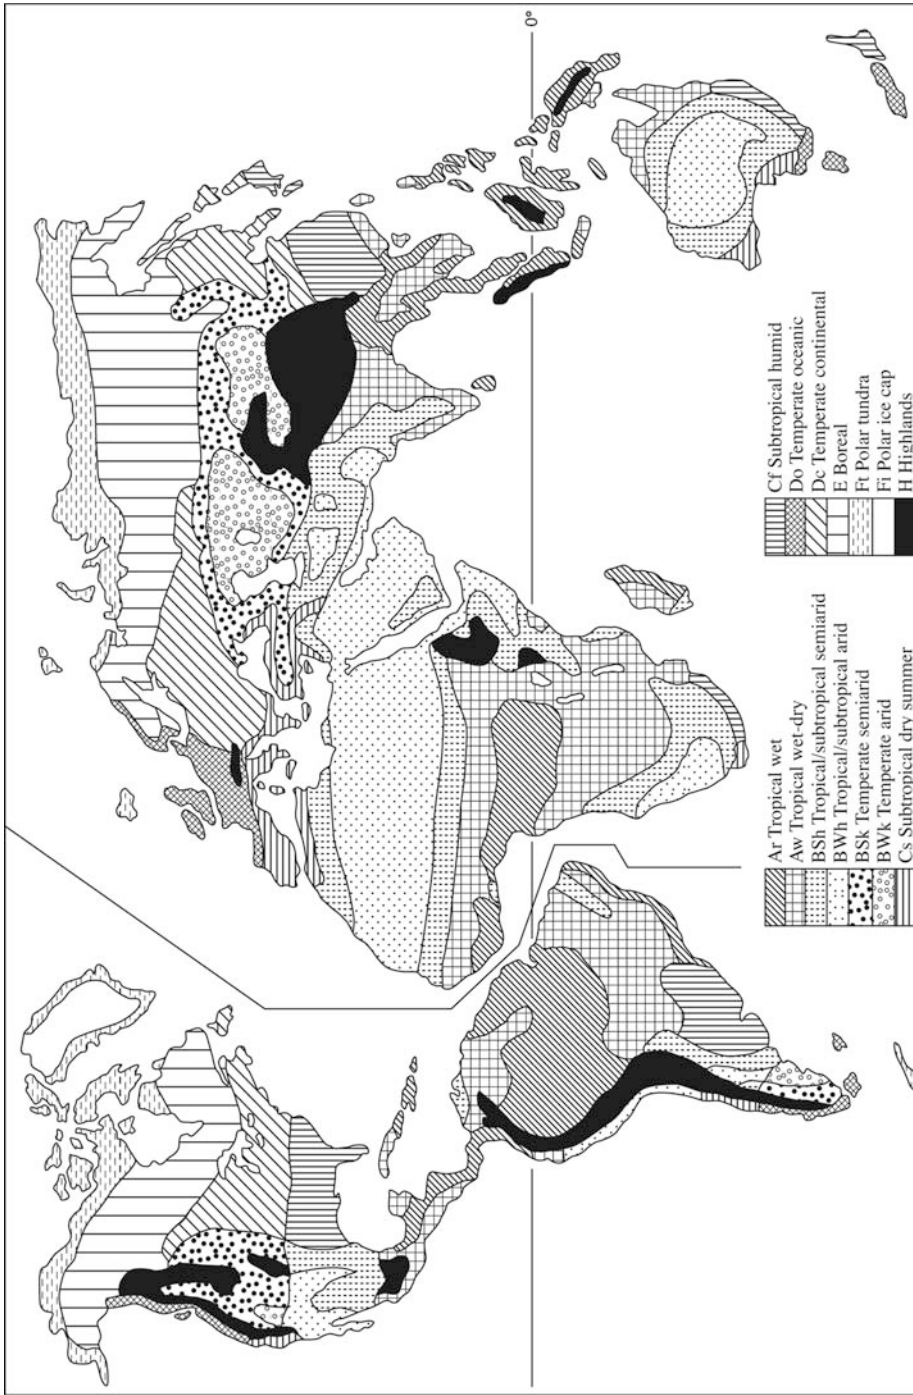 0°
Ar Tropical wet
Aw Tropical wet-dry
BSh Tropical/subtropical semiarid
BWh Tropical/subtropical arid
BSk Temperate semiarid
BWk Temperate arid
Cs Subtropical dry summer
Cf Subtropical humid
Do Temperate oceanic
Dc Temperate continental
E Boreal
Ft Polar tundra
Fi Polar ice cap
H Highlands